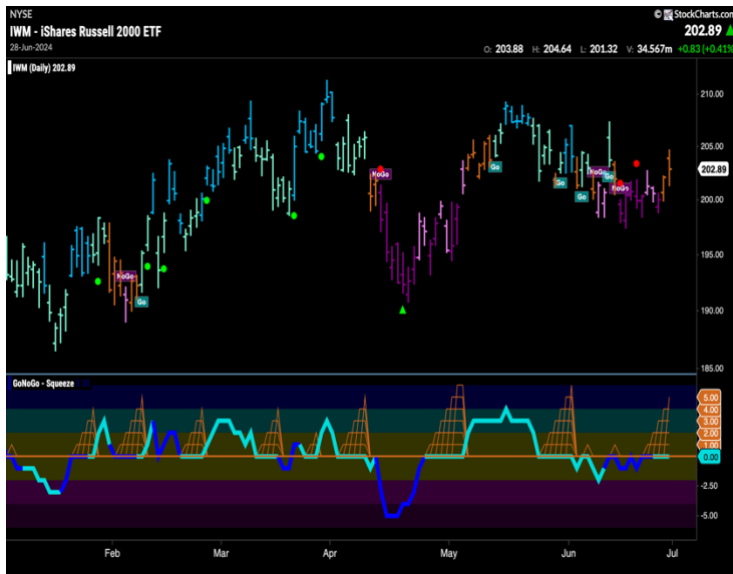 NYSE
© StockCharts.com
IWM - iShares Russell 2000 ETF
202.89
28-Jun-2024
O: 203.88 H: 204.64 L: 201.32 V: 34.567m +0.83 (+0.41%
IWM (Daily) 202.89
210.00
205.00
202.89
200.00
195.00
190.00
185.00
NoGo
Go
NoGo
Go
Go
Go
NoGo
Go
NoGo
GoNoGo - Squeeze
5.00
4.00
3.00
2.00
1.00
0.00
-2.50
-5.00
Feb Mar Apr May Jun Jul